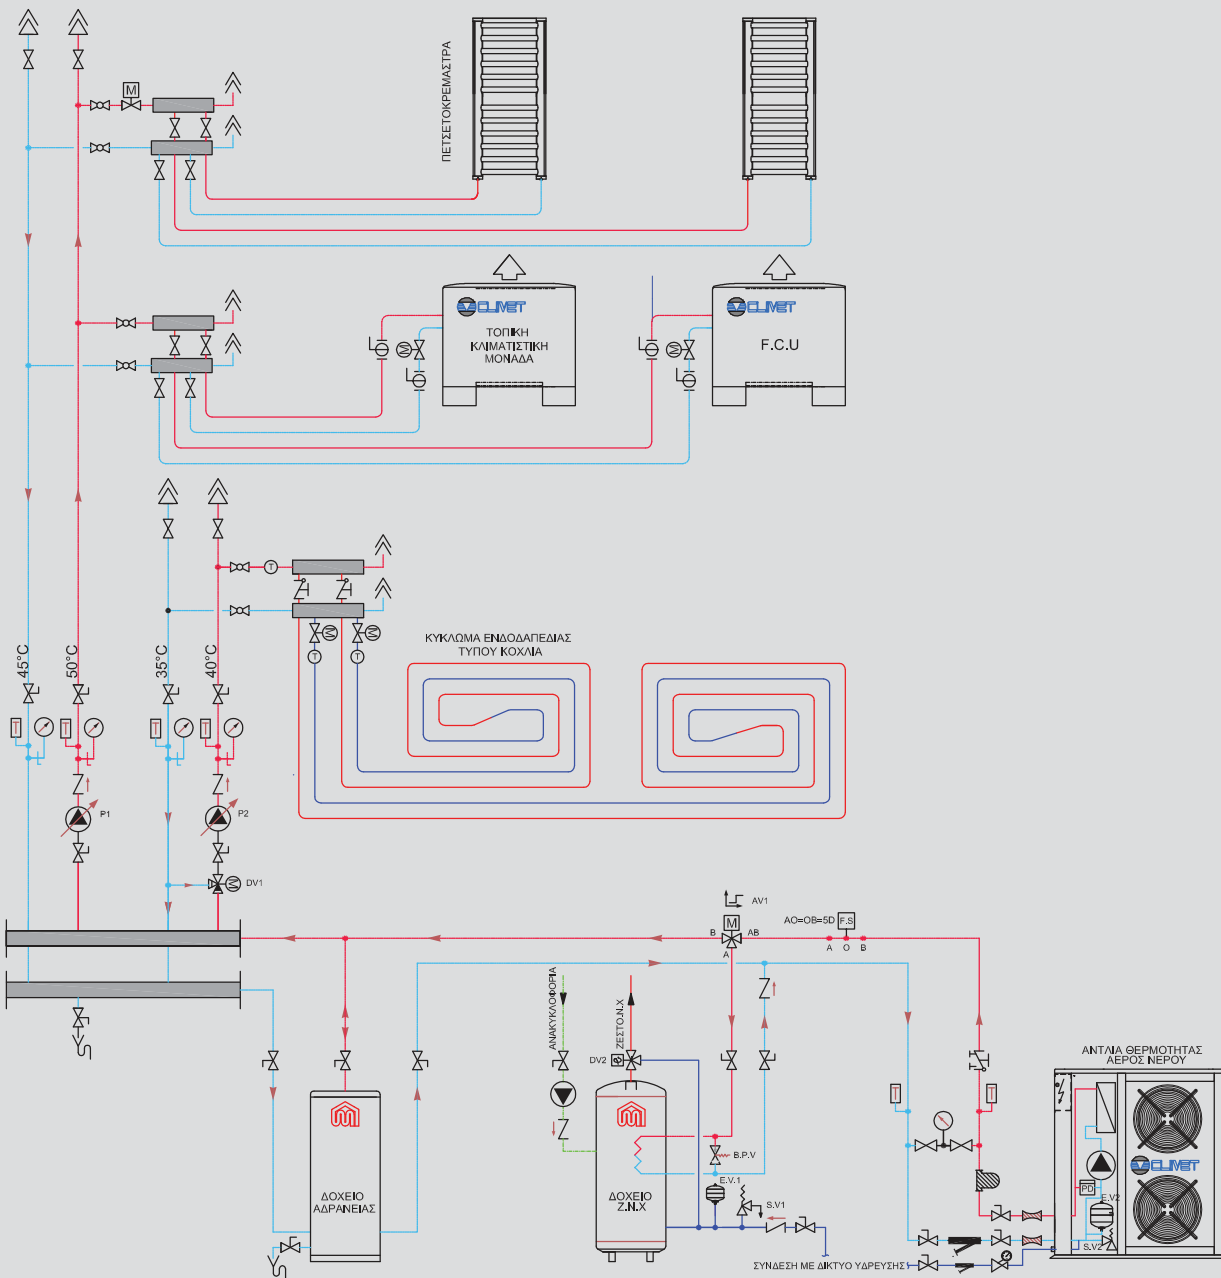 M
ΠΕΤΣΕΤΟΚΡΕΜΑΣΤΡΑ
CLIVET
ΤΟΠΙΚΗ
ΚΛΙΜΑΤΙΣΤΙΚΗ
ΜΟΝΑΔΑ
CLIVET
F.C.U
M
M
T
M
M
T
T
ΚΥΚΛΩΜΑ ΕΝΔΟΔΑΠΕΔΙΑΣ
ΤΥΠΟΥ ΚΟΧΛΙΑ
45°C
50°C
35°C
40°C
T
T
T
T
P1
P2
M
DV1
AV1
M
B
AB
A
AO=OB=5D
F.S
A
O
B
ΑΝΑΚΥΚΛΟΦΟΡΙΑ
ΖΕΣΤΟ.Ν.Χ
DV2
ΑΝΤΛΙΑ ΘΕΡΜΟΤΗΤΑΣ
ΑΕΡΟΣ ΝΕΡΟΥ
T
T
B.P.V
CLIVET
E.V.1
PD
E.V2
ΔΟΧΕΙΟ
ΑΔΡΑΝΕΙΑΣ
ΔΟΧΕΙΟ
Ζ.Ν.Χ
S.V1
S.V2
ΣΥΝΔΕΣΗ ΜΕ ΔΙΚΤΥΟ ΥΔΡΕΥΣΗΣ